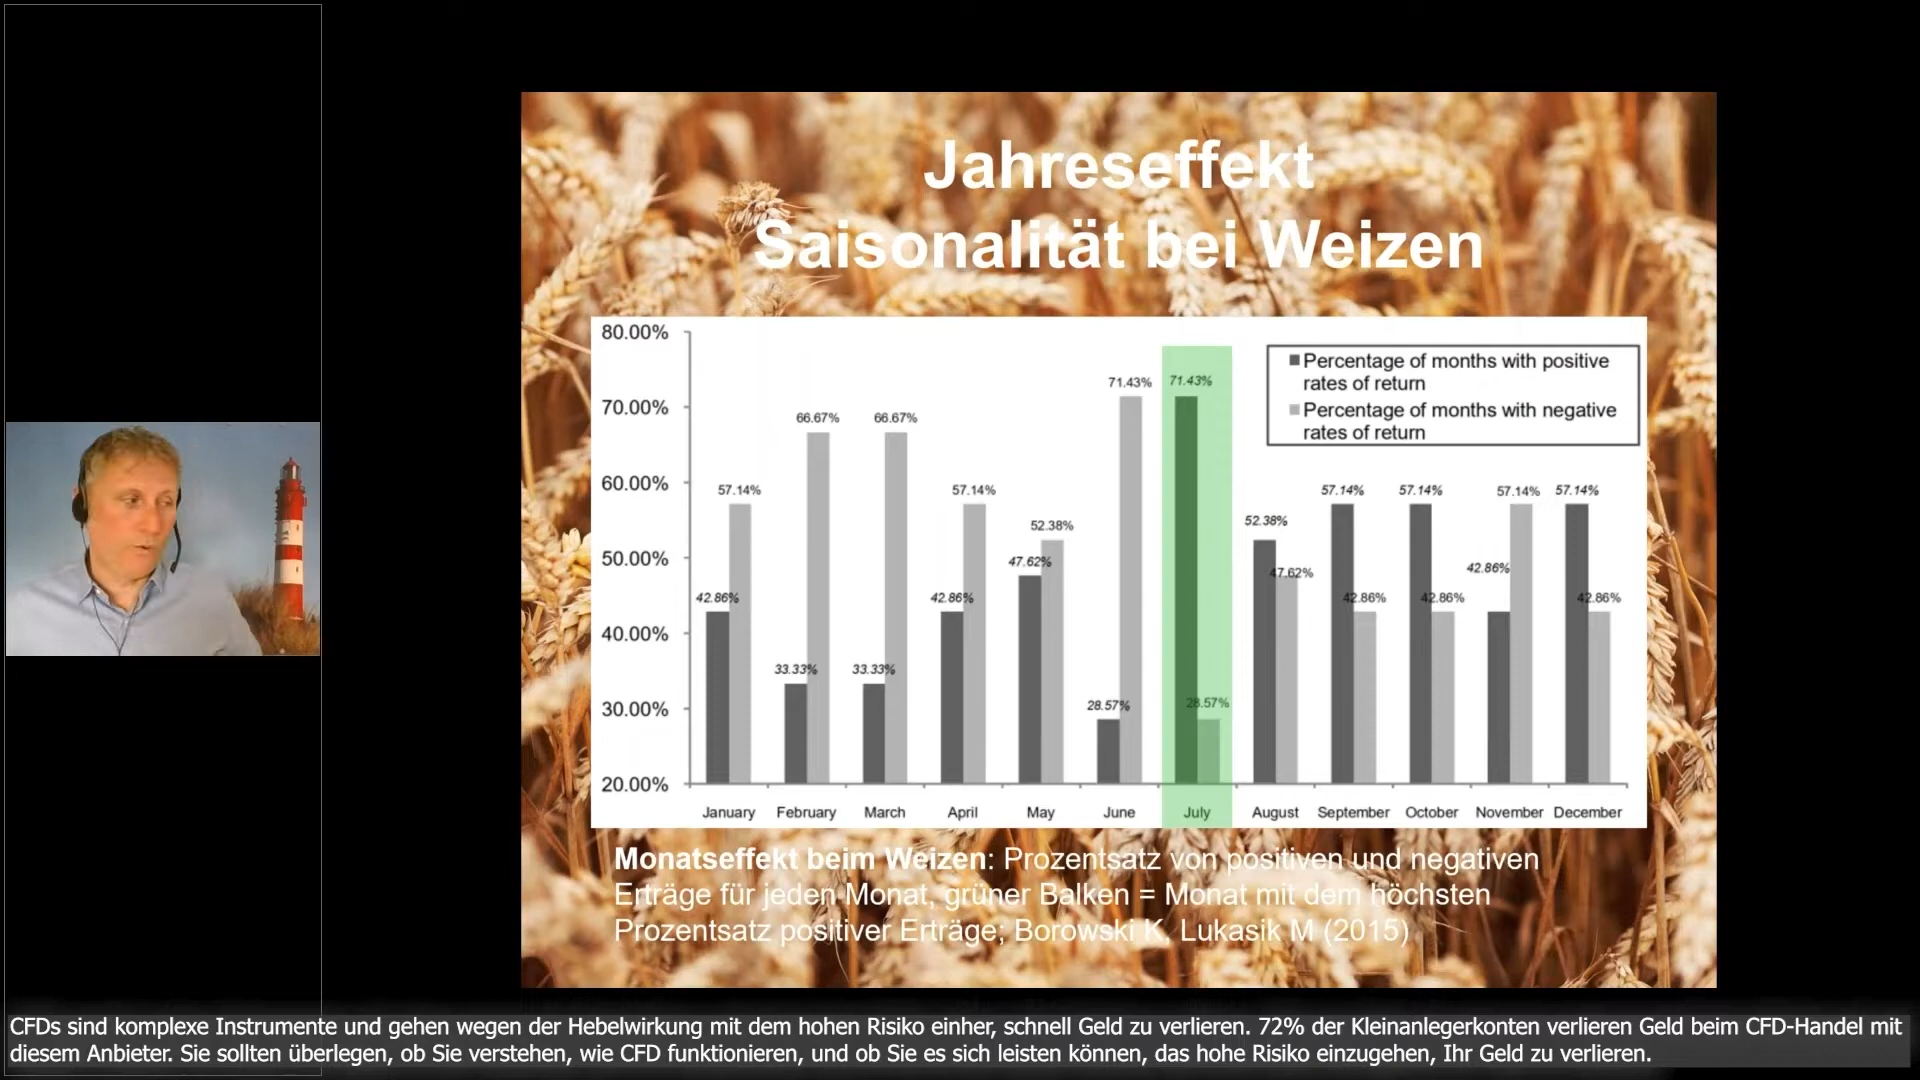 Jahreseffekt
Saisonalität bei Weizen
80.00%
70.00%
60.00%
50.00%
40.00%
30.00%
20.00%
Percentage of months with positive
rates of return
Percentage of months with negative
rates of return
42.86% 57.14%
33.33% 66.67%
33.33% 66.67%
42.86% 57.14%
47.62% 52.38%
28.57% 71.43%
71.43% 28.57%
52.38% 47.62%
57.14% 42.86%
57.14% 42.86%
42.86% 57.14%
57.14% 42.86%
January February March April May June July August September October November December
Monatseffekt beim Weizen: Prozentsatz von positiven und negativen
Erträge für jeden Monat, grüner Balken = Monat mit dem höchsten
Prozentsatz positiver Erträge; Borowski K, Lukasik M (2015)
CFDs sind komplexe Instrumente und gehen wegen der Hebelwirkung mit dem hohen Risiko einher, schnell Geld zu verlieren. 72% der Kleinanlegerkonten verlieren Geld beim CFD-Handel mit
diesem Anbieter. Sie sollten überlegen, ob Sie verstehen, wie CFD funktionieren, und ob Sie es sich leisten können, das hohe Risiko einzugehen, Ihr Geld zu verlieren.